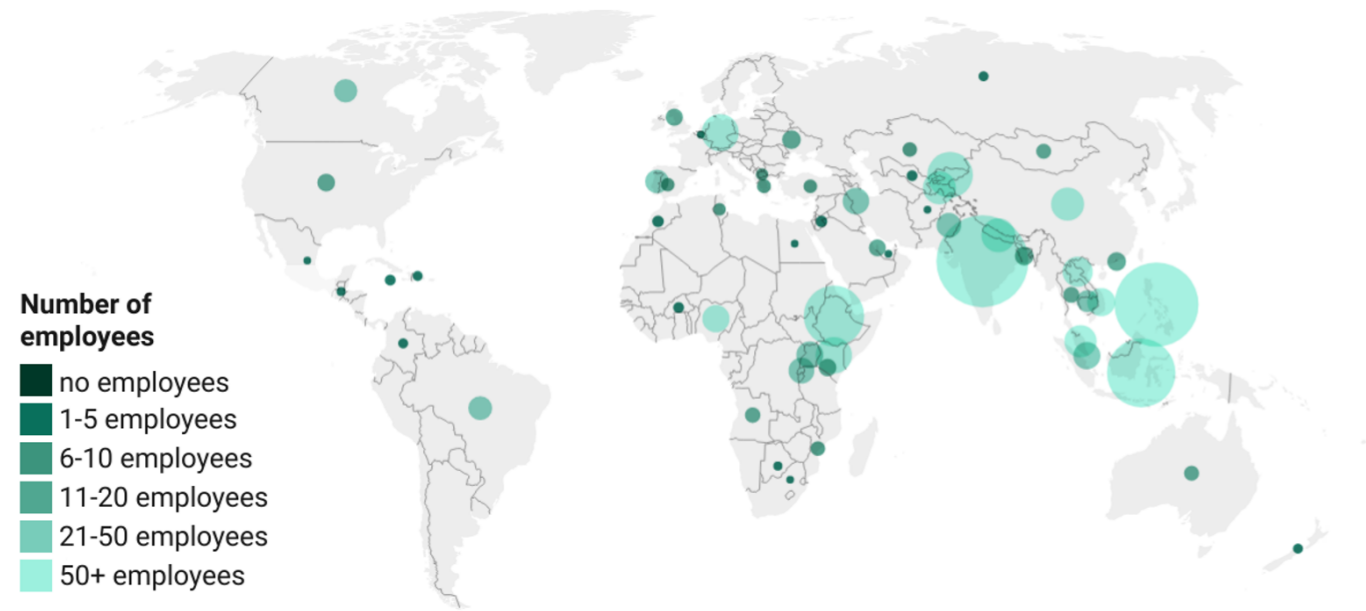 Number of
employees
no employees
1-5 employees
6-10 employees
11-20 employees
21-50 employees
50+ employees